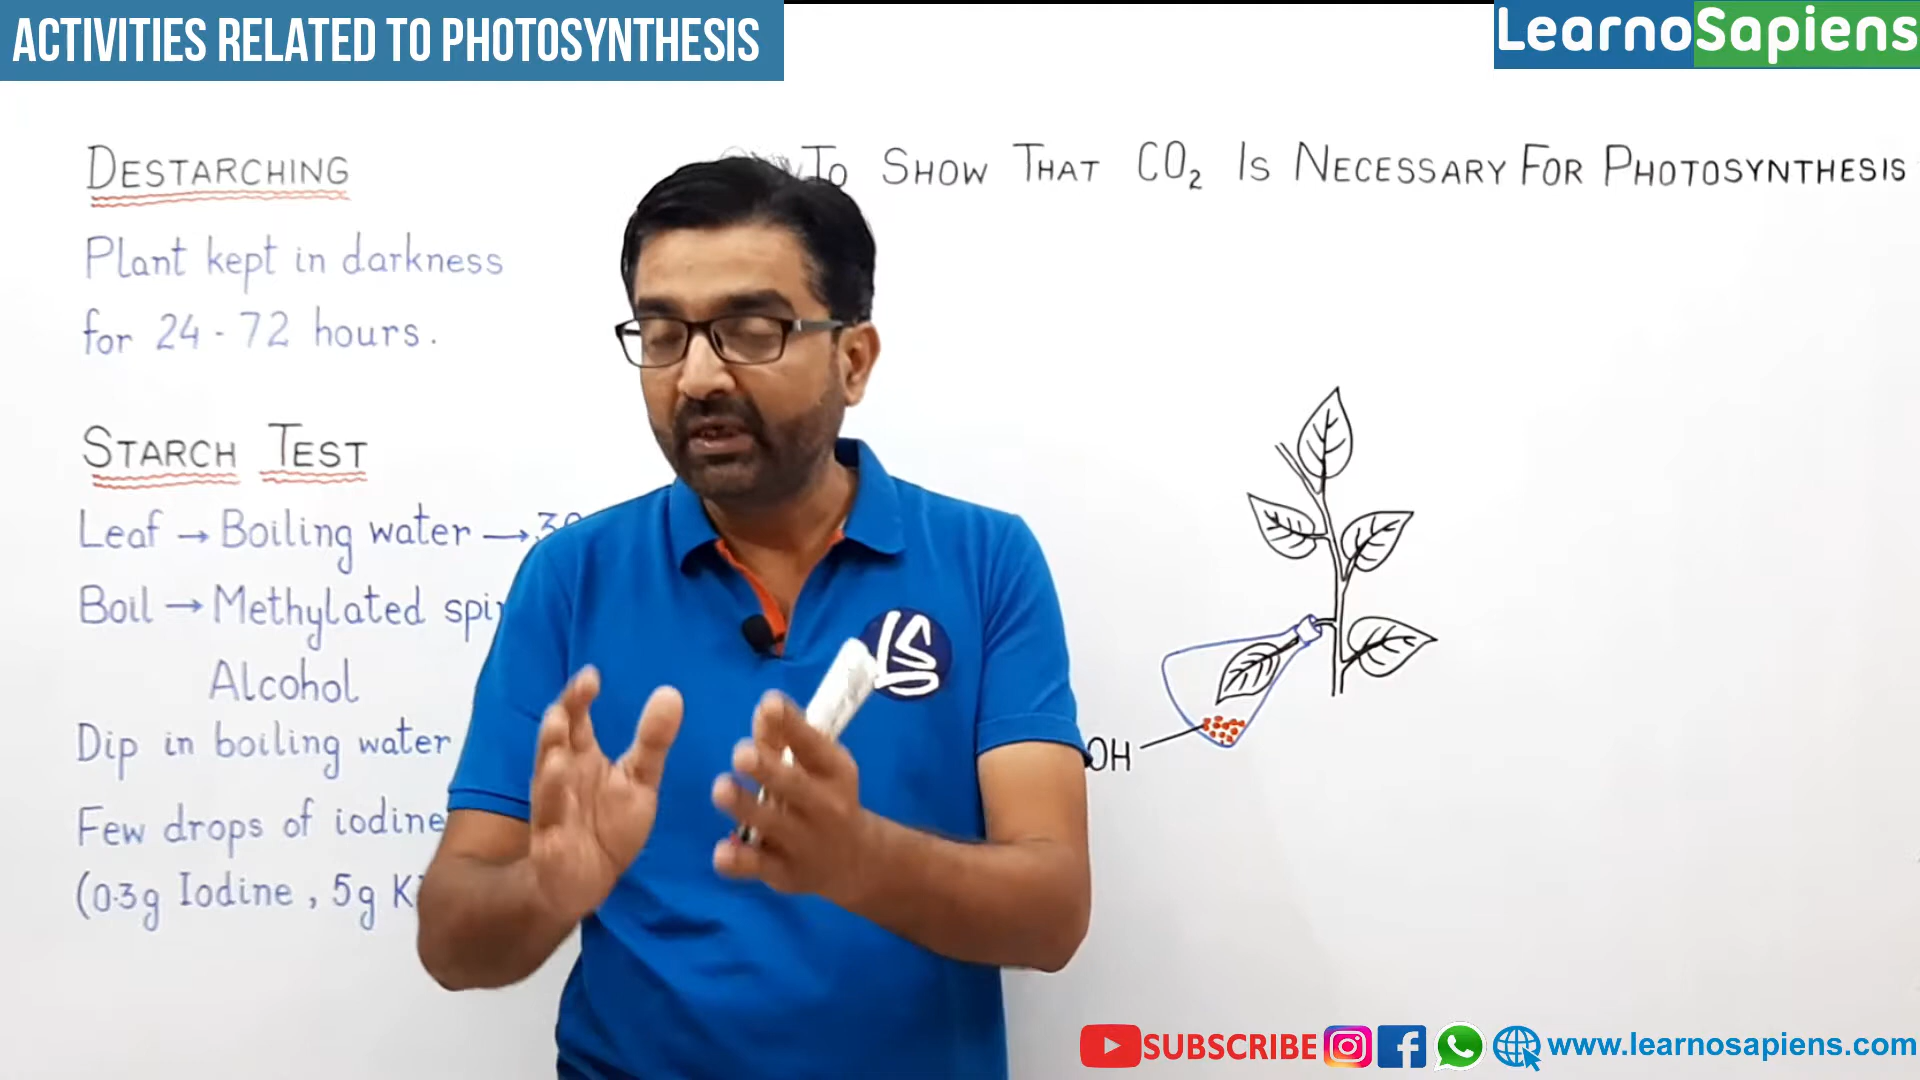 ACTIVITIES RELATED TO PHOTOSYNTHESIS
LearnoSapiens
DESTARCHING
Plant kept in darkness
for 24 - 72 hours.
STARCH TEST
Leaf → Boiling water →
Boil → Methylated
Alcohol
Dip in boiling water
Few drops of iodine
(0.3g Iodine, 5g
TO SHOW THAT CO₂ IS NECESSARY FOR PHOTOSYNTHESIS
OH
LS
SUBSCRIBE
www.learnosapiens.com